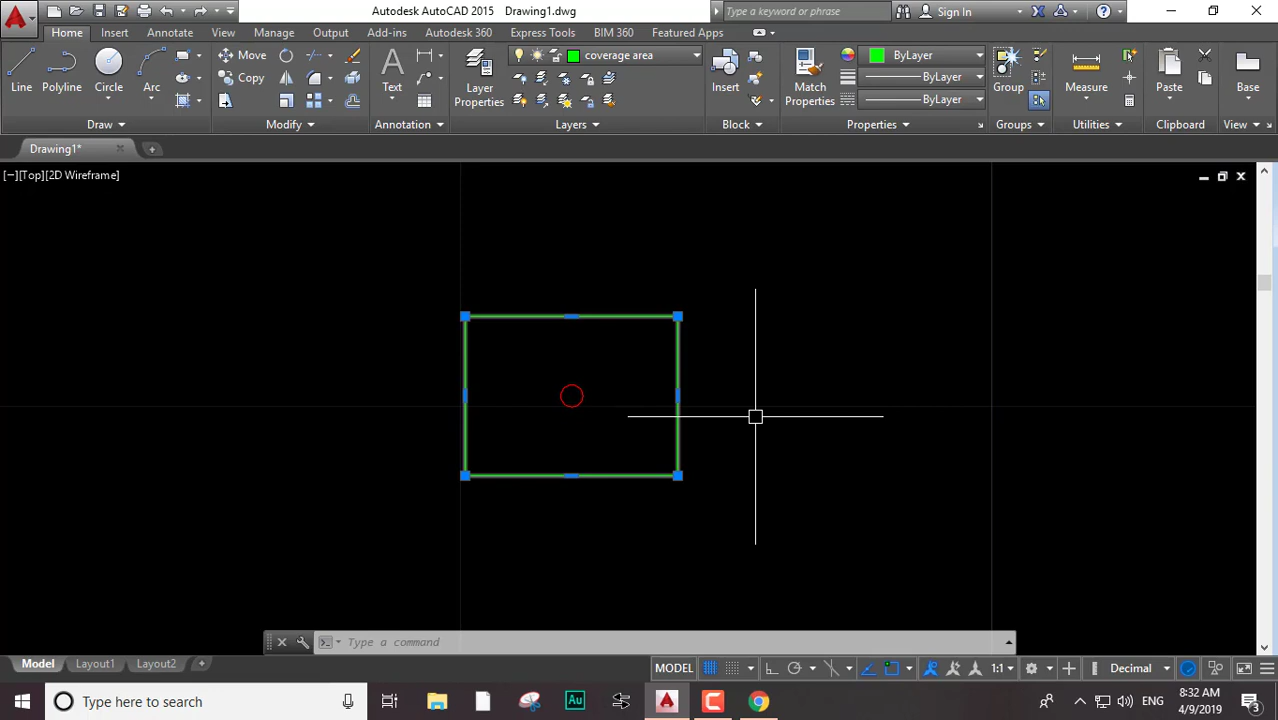 Autodesk AutoCAD 2015 Drawing1.dwg
Type a keyword or phrase
Sign In
Home Insert Annotate View Manage Output Add-ins Autodesk 360 Express Tools BIM 360 Featured Apps
Line
Polyline
Circle
Arc
Move
Copy
Text
Layer
Properties
coverage area
Insert
Match
Properties
ByLayer
ByLayer
ByLayer
Group
Measure
Paste
Base
Draw Modify Annotation Layers Block Properties Groups Utilities Clipboard View
Drawing1*
[−][Top][2D Wireframe]
Type a command
Model Layout1 Layout2
MODEL
1:1
Decimal
Type here to search
Au
ENG
8:32 AM
4/9/2019
3